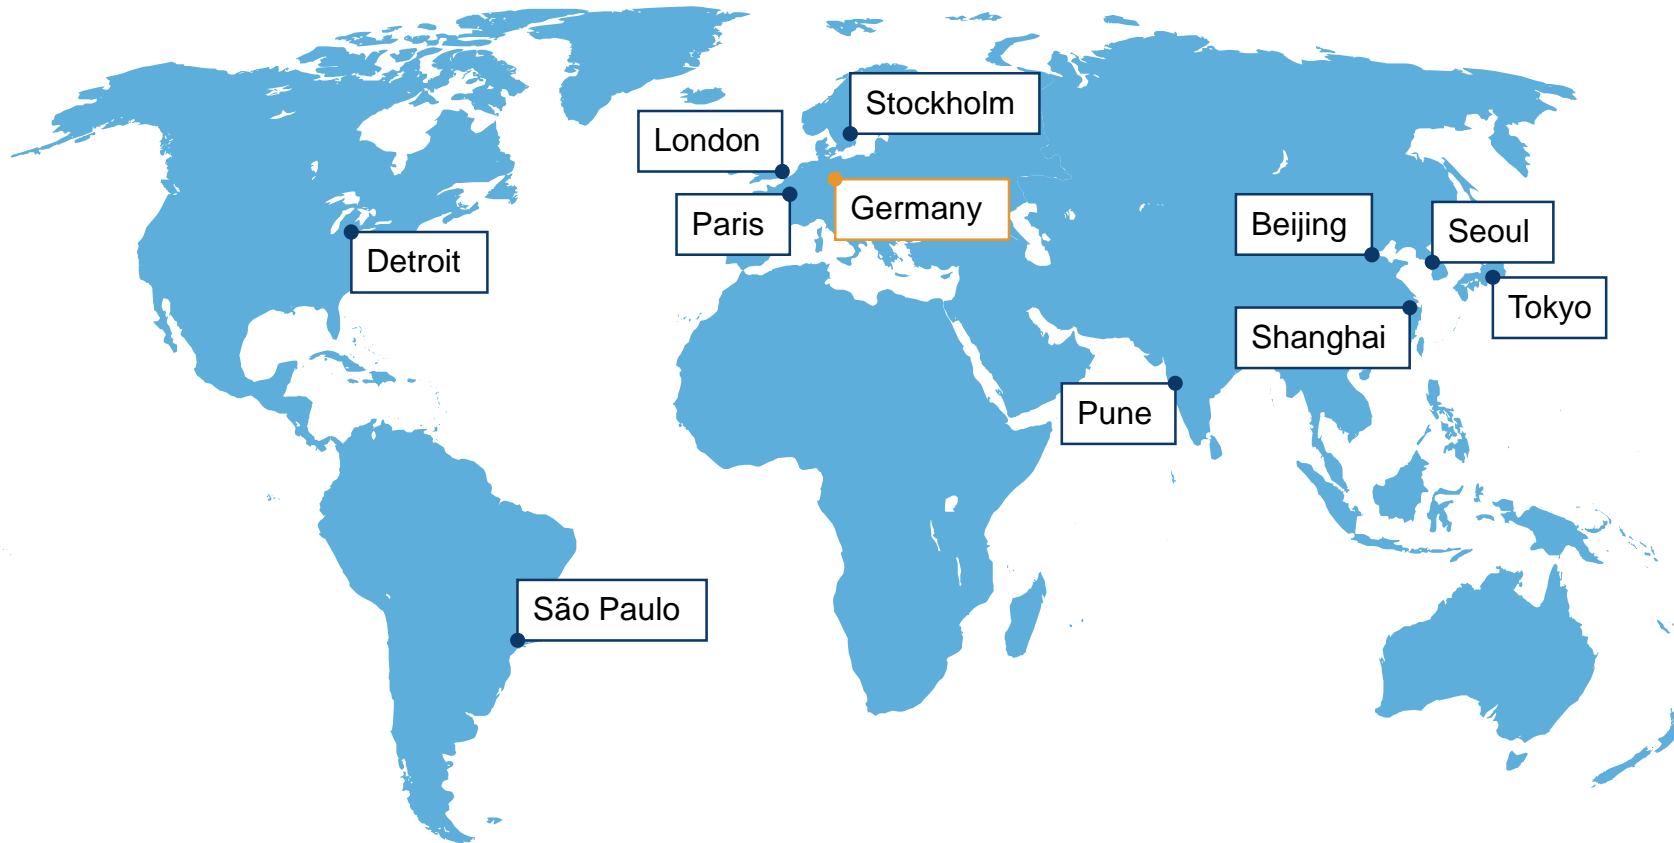 Stockholm
London
Germany
Paris
Beijing
Seoul
Detroit
Tokyo
Shanghai
Pune
São Paulo